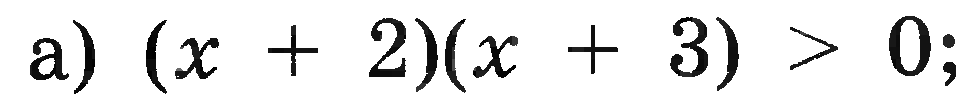 а) (x + 2)(x + 3) > 0;